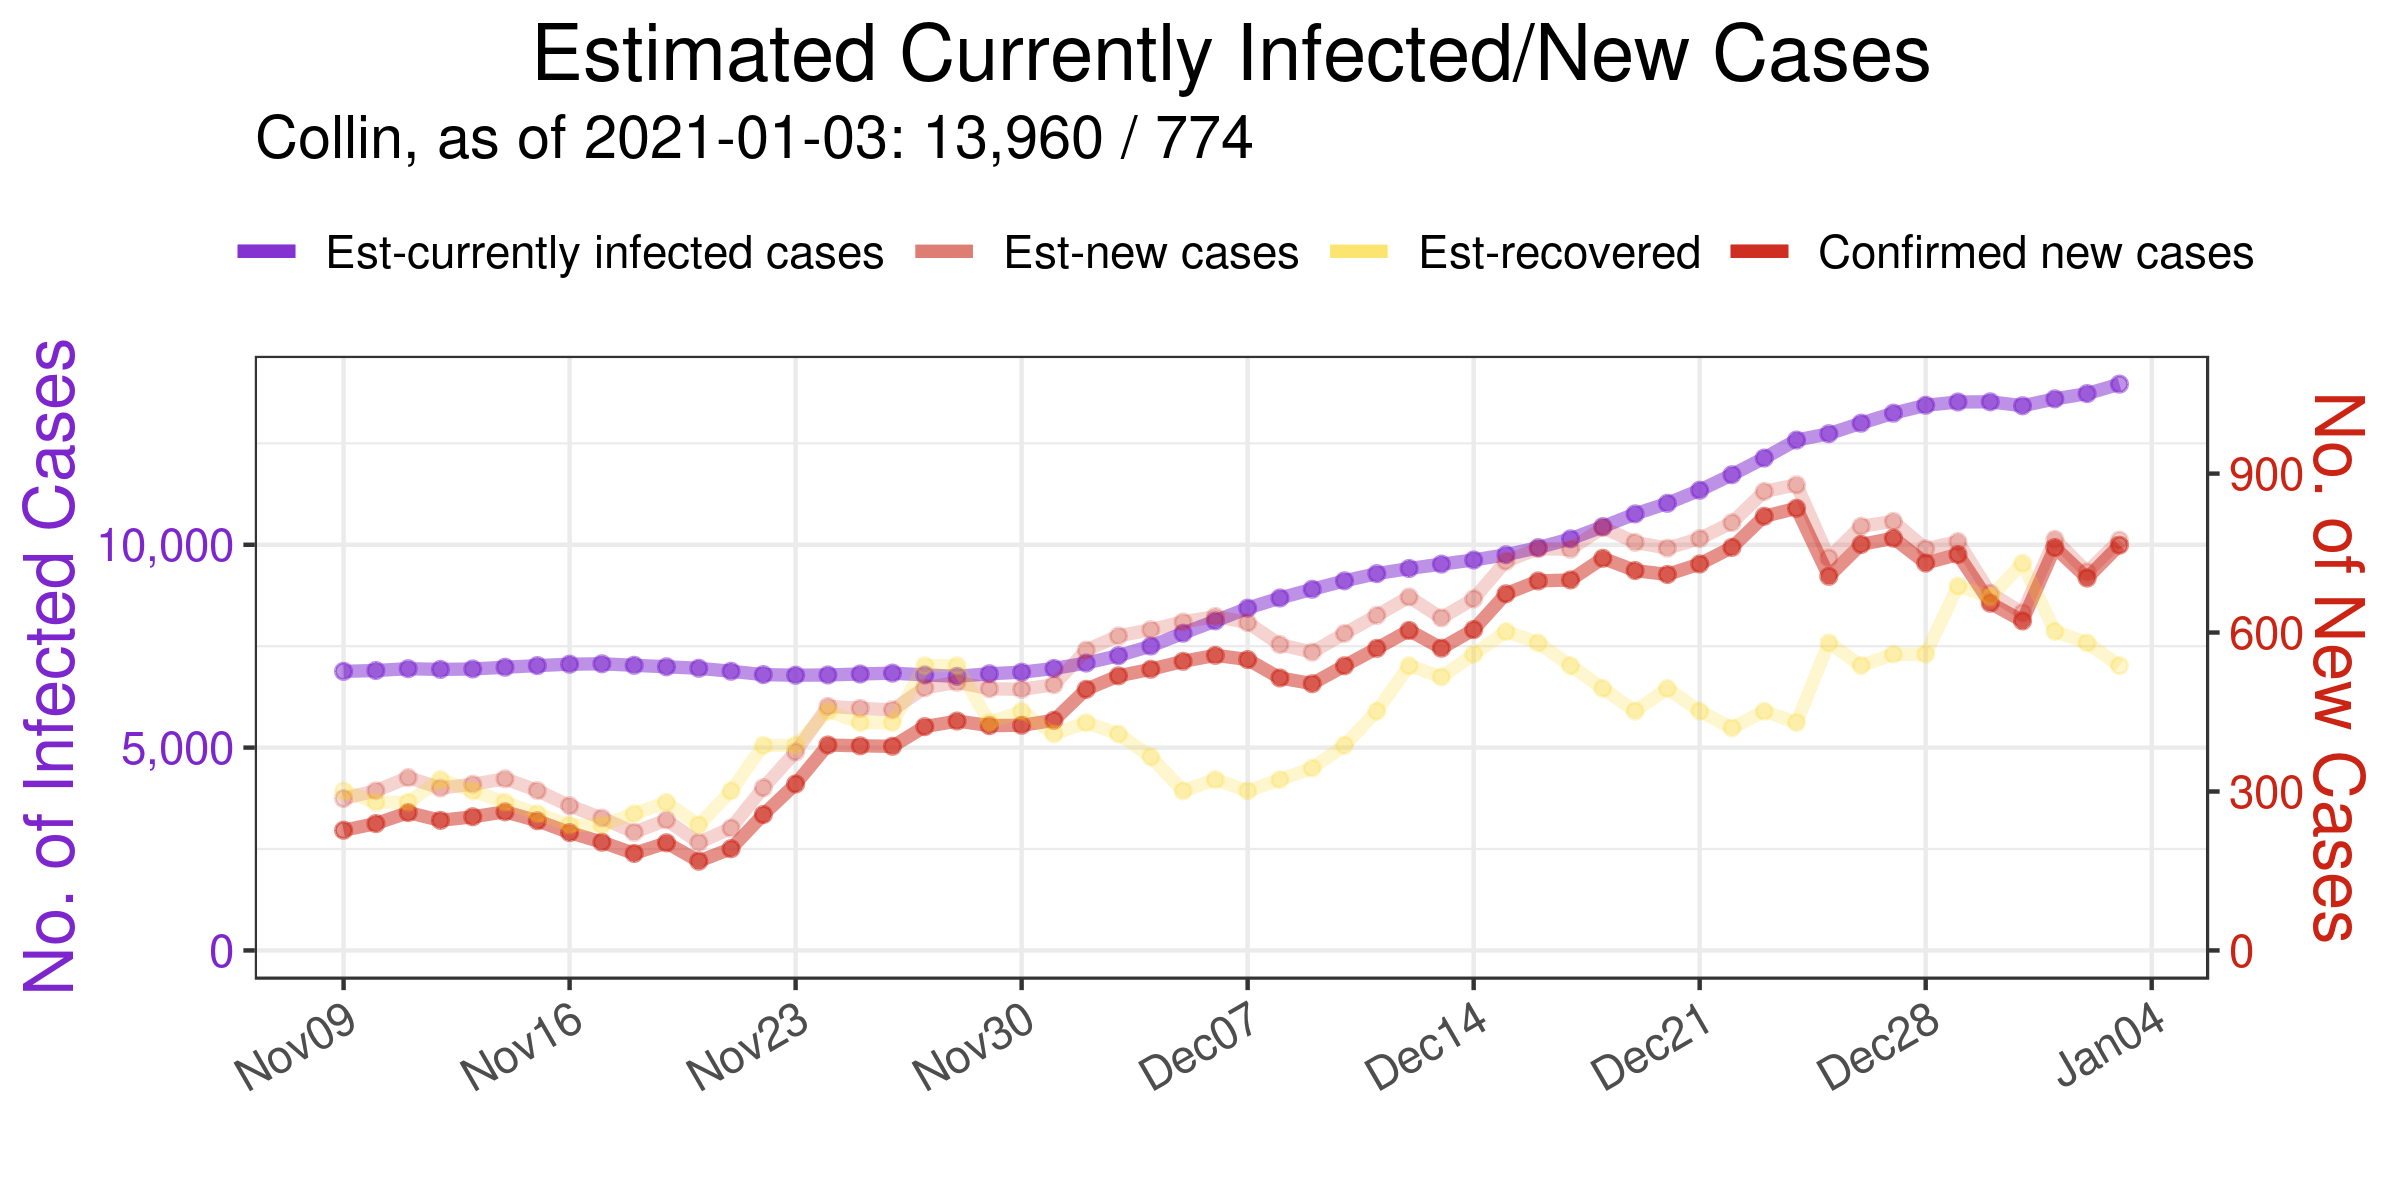 Estimated Currently Infected/New Cases
Collin, as of 2021-01-03: 13,960 / 774
Est-currently infected cases Est-new cases Est-recovered Confirmed new cases
No. of Infected Cases
10,000
5,000
0
900
600
300
0
No. of New Cases
Nov09 Nov16 Nov23 Nov30 Dec07 Dec14 Dec21 Dec28 Jan04